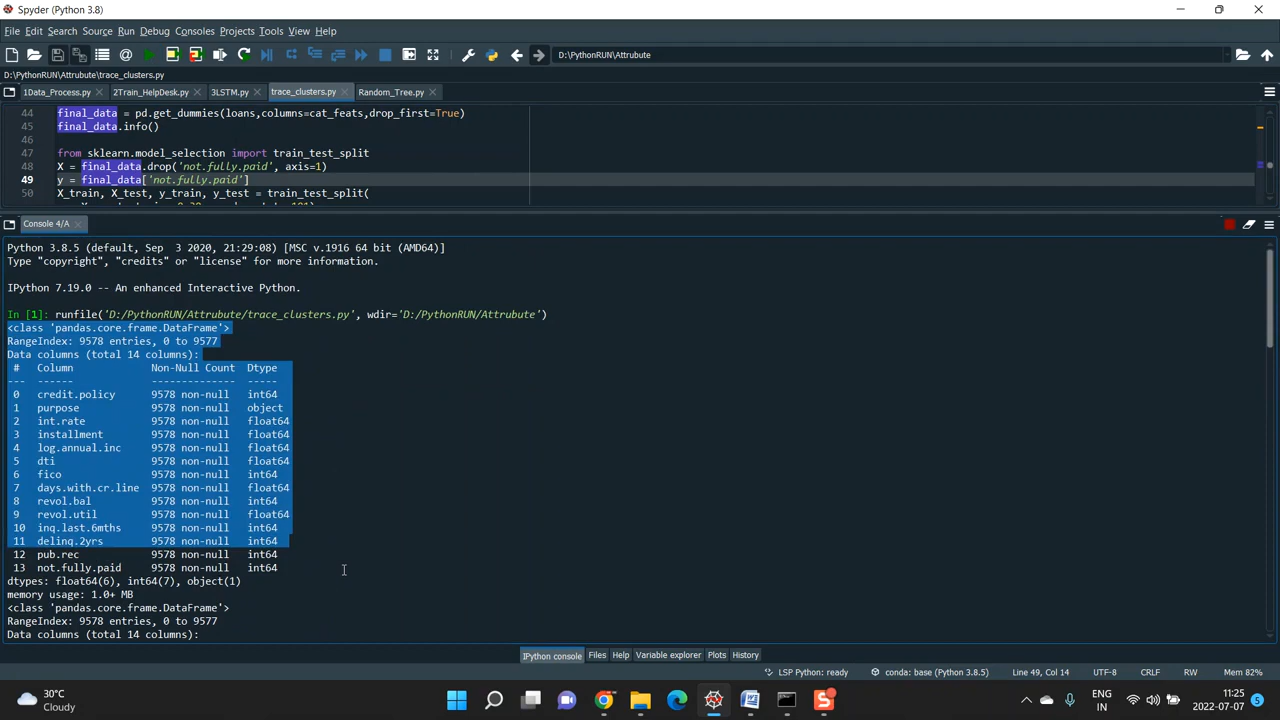 Spyder (Python 3.8)
File Edit Search Source Run Debug Consoles Projects Tools View Help
D:\PythonRUN\Attrubute
D:\PythonRUN\Attrubute\trace_clusters.py
1Data_Process.py 2Train_HelpDesk.py 3LSTM.py trace_clusters.py Random_Tree.py
44 final_data = pd.get_dummies(loans,columns=cat_feats,drop_first=True)
45 final_data.info()
46
47 from sklearn.model_selection import train_test_split
48 X = final_data.drop('not.fully.paid', axis=1)
49 y = final_data['not.fully.paid']
50 X_train, X_test, y_train, y_test = train_test_split(
Console 4/A
Python 3.8.5 (default, Sep  3 2020, 21:29:08) [MSC v.1916 64 bit (AMD64)]
Type "copyright", "credits" or "license" for more information.
IPython 7.19.0 -- An enhanced Interactive Python.
In [1]: runfile('D:/PythonRUN/Attrubute/trace_clusters.py', wdir='D:/PythonRUN/Attrubute')
<class 'pandas.core.frame.DataFrame'>
RangeIndex: 9578 entries, 0 to 9577
Data columns (total 14 columns):
 #   Column             Non-Null Count  Dtype
---  ------             --------------  -----
 0   credit.policy      9578 non-null   int64
 1   purpose            9578 non-null   object
 2   int.rate           9578 non-null   float64
 3   installment        9578 non-null   float64
 4   log.annual.inc     9578 non-null   float64
 5   dti                9578 non-null   float64
 6   fico               9578 non-null   int64
 7   days.with.cr.line  9578 non-null   float64
 8   revol.bal          9578 non-null   int64
 9   revol.util         9578 non-null   float64
 10  inq.last.6mths     9578 non-null   int64
 11  delinq.2yrs        9578 non-null   int64
 12  pub.rec            9578 non-null   int64
 13  not.fully.paid     9578 non-null   int64
dtypes: float64(6), int64(7), object(1)
memory usage: 1.0+ MB
<class 'pandas.core.frame.DataFrame'>
RangeIndex: 9578 entries, 0 to 9577
Data columns (total 14 columns):
IPython console Files Help Variable explorer Plots History
LSP Python: ready conda: base (Python 3.8.5) Line 49, Col 14 UTF-8 CRLF RW Mem 82%
30°C
Cloudy
ENG
IN
11:25
2022-07-07
5